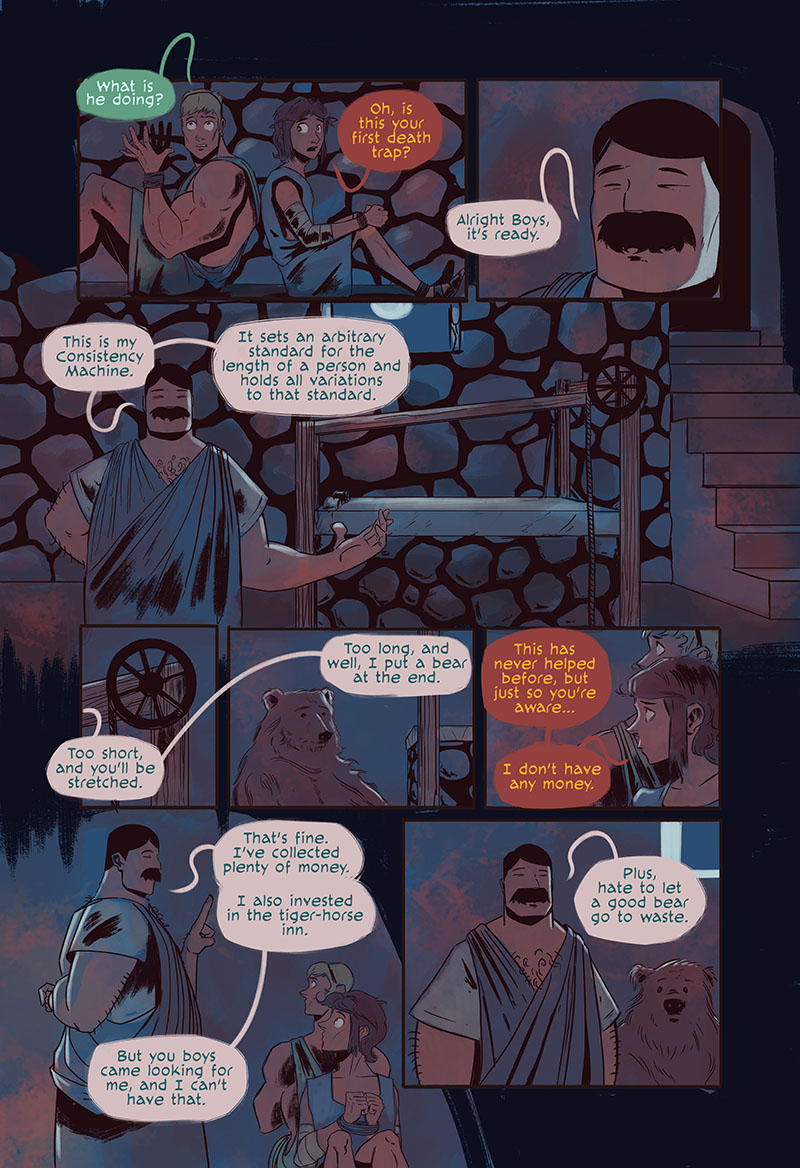 What is
he doing?
Oh, is
this your
first death
trap?
Alright Boys,
it's ready.
This is my
Consistency
Machine.
It sets an arbitrary
standard for the
length of a person and
holds all variations
to that standard.
Too short,
and you'll be
stretched.
Too long, and
well, I put a bear
at the end.
This has
never helped
before, but
just so you're
aware...
I don't have
any money.
That's fine.
I've collected
plenty of money.
I also invested
in the tiger-horse
inn.
But you boys
came looking for
me, and I can't
have that.
Plus,
hate to let
a good bear
go to waste.